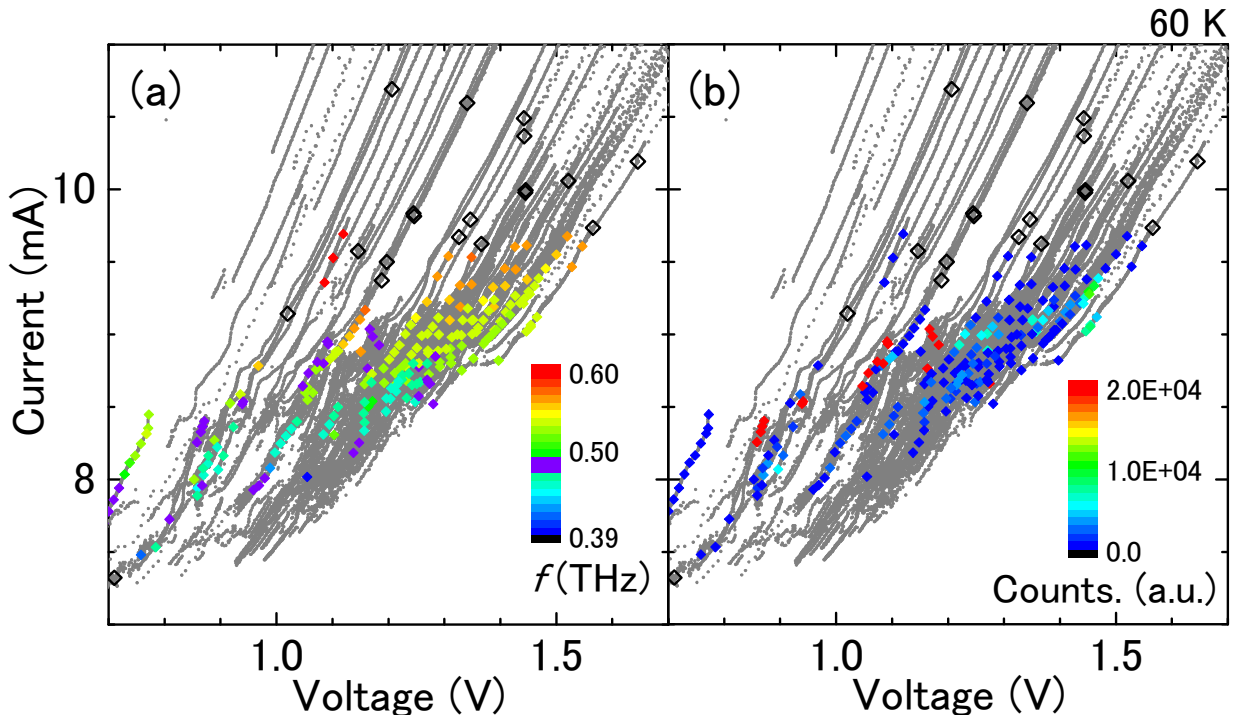 60 K
(a)
(b)
Current (mA)
10
8
0.60
0.50
0.39
f (THz)
2.0E+04
1.0E+04
0.0
Counts. (a.u.)
1.0
1.5
1.0
1.5
Voltage (V)
Voltage (V)